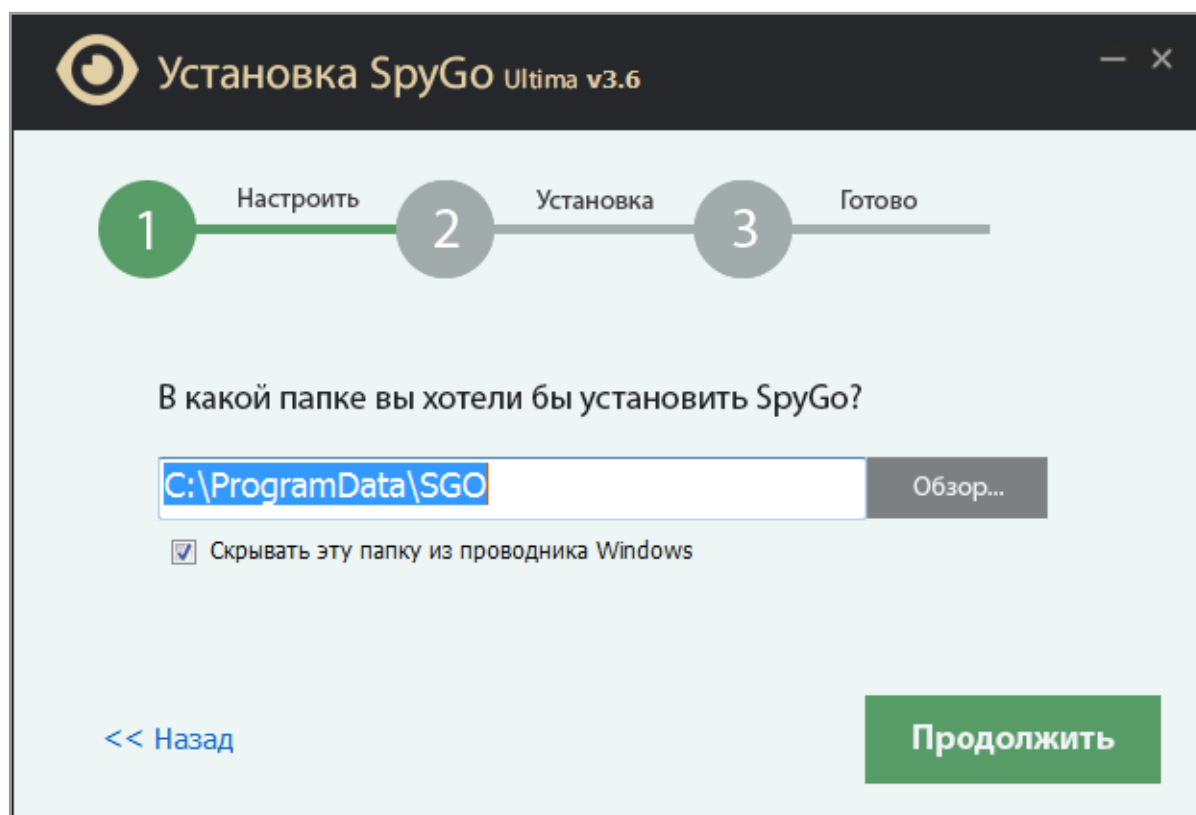 Установка SpyGo Ultima v3.6
Настроить Установка Готово
1 2 3
В какой папке вы хотели бы установить SpyGo?
C:\ProgramData\SGO Обзор...
Скрывать эту папку из проводника Windows
<< Назад Продолжить